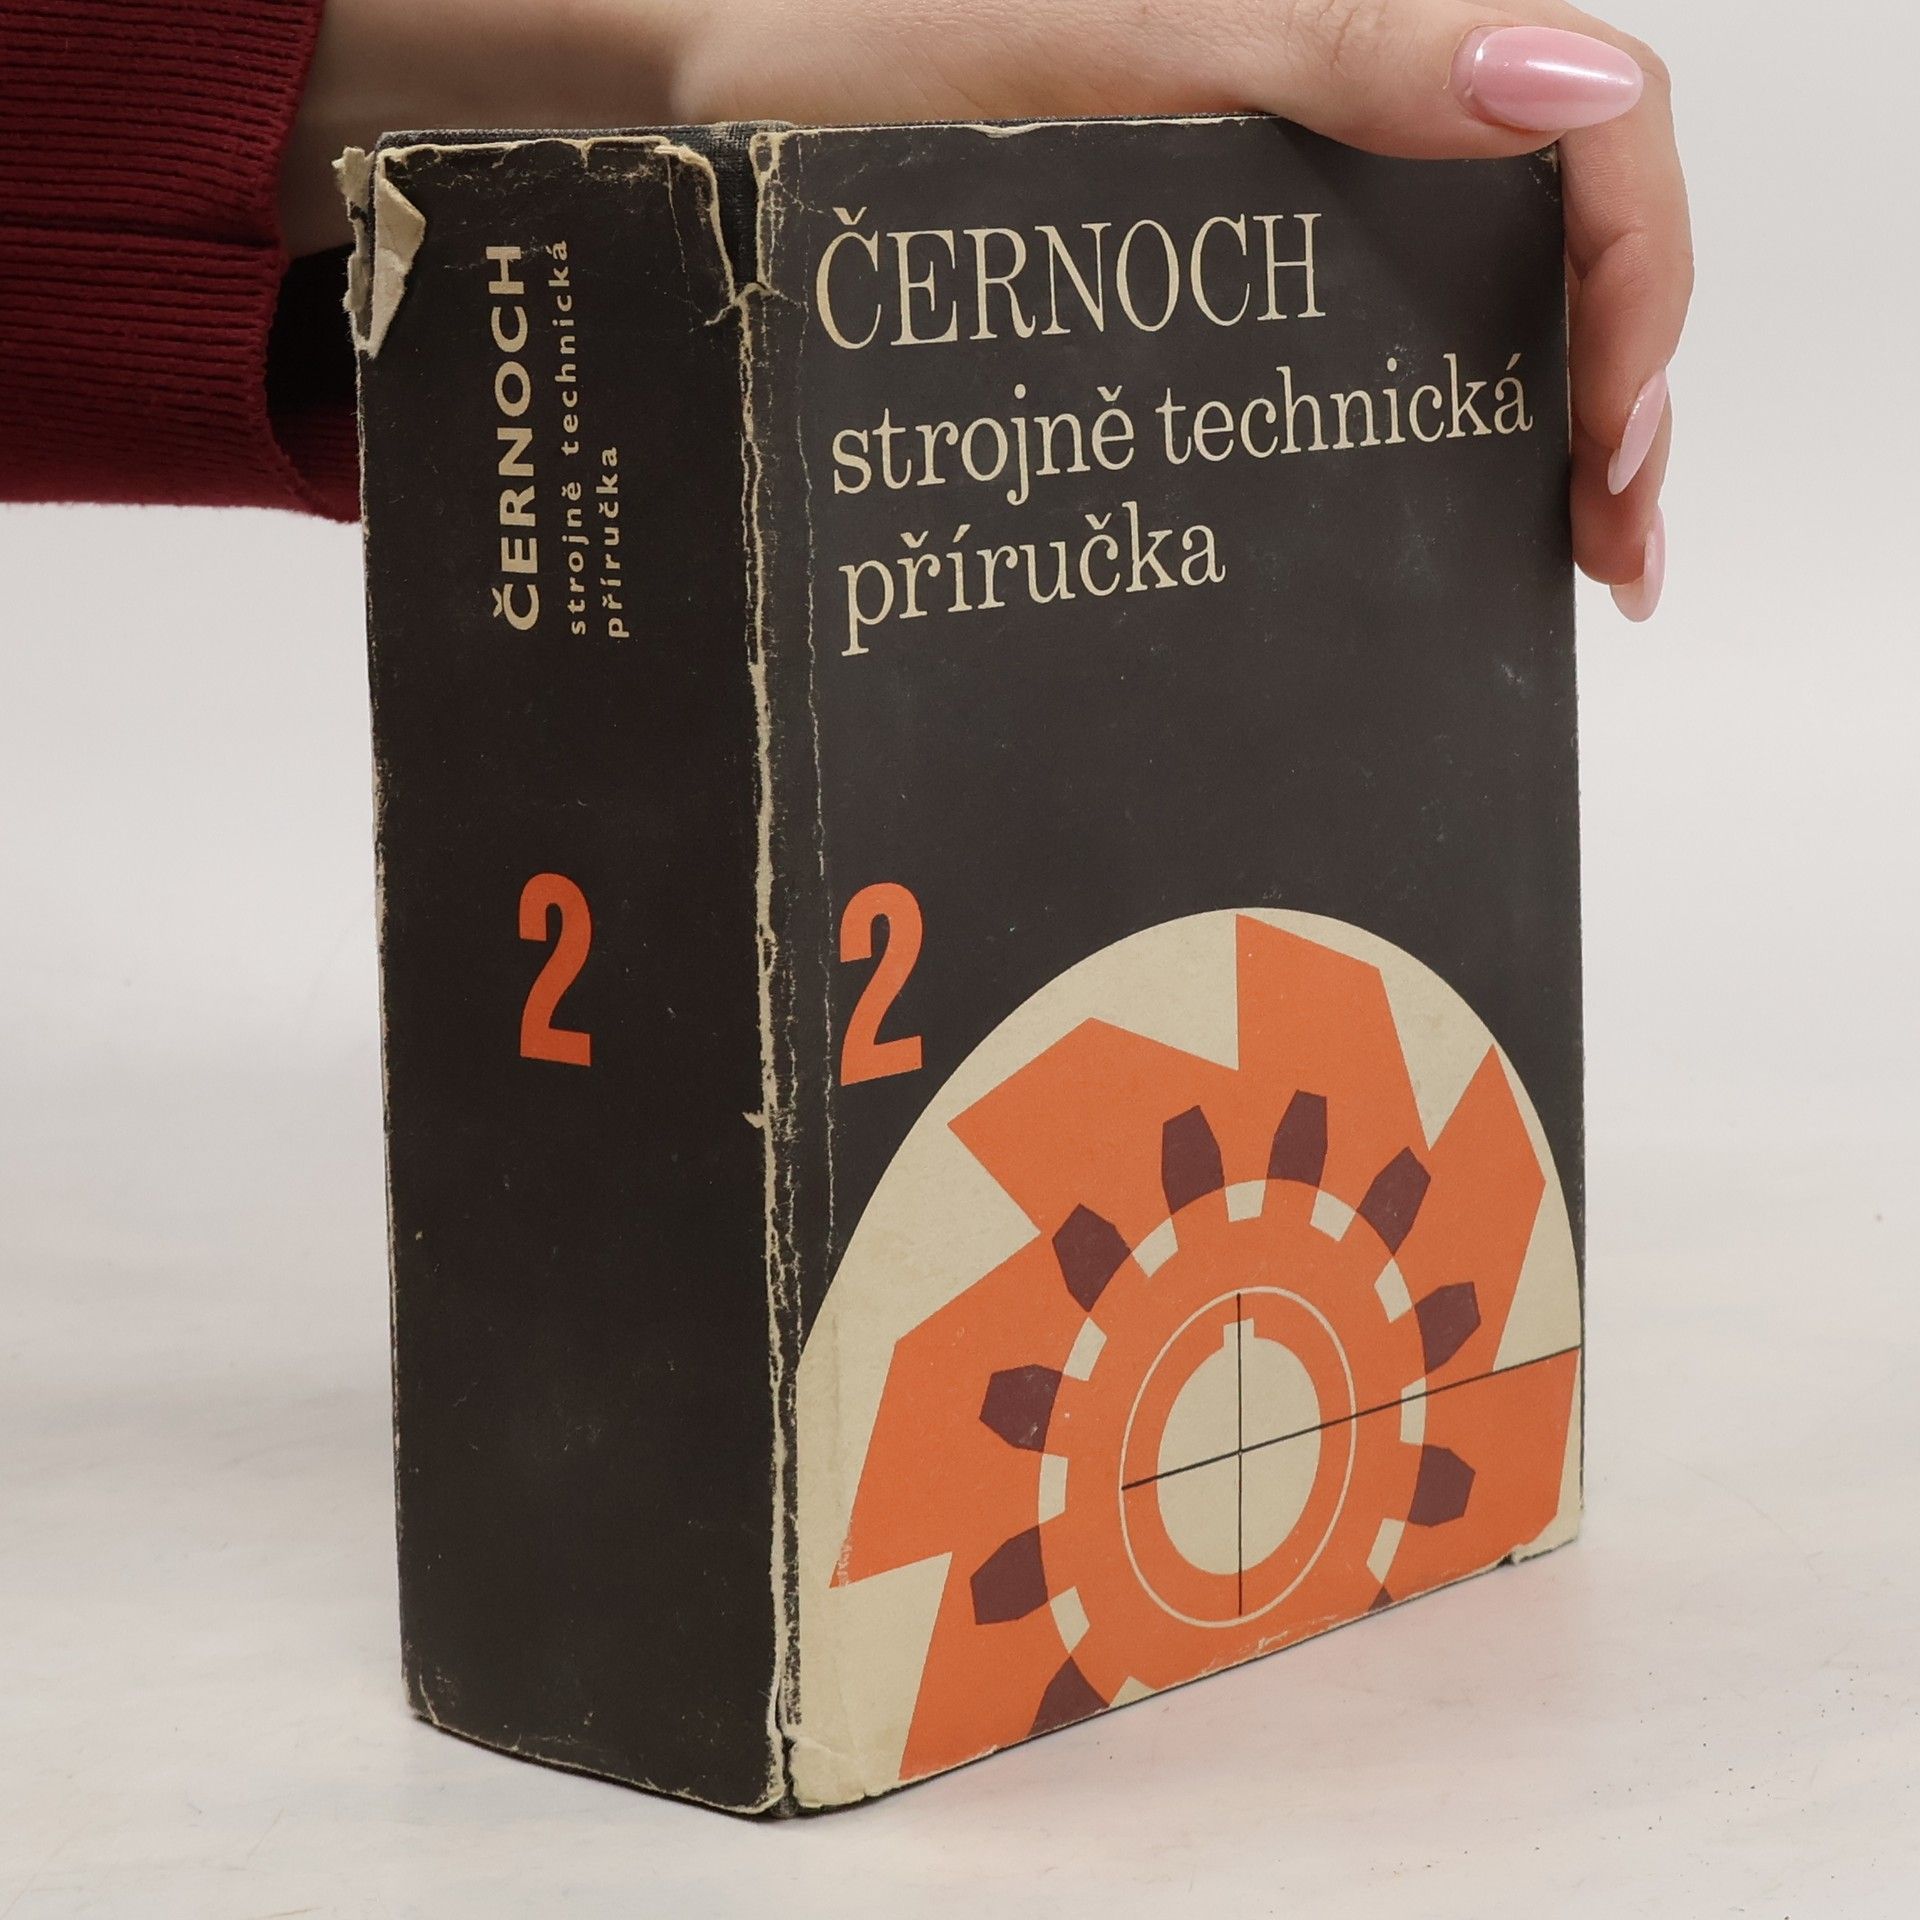 ČERNOCH
strojně technická
příručka
2
ČERNOCH
strojně technická
příručka
2